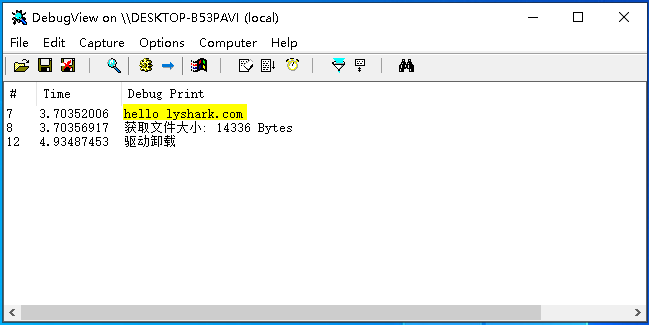 DebugView on \\DESKTOP-B53PAVI (local)
File Edit Capture Options Computer Help
# Time Debug Print
7 3.70352006 hello lyshark.com
8 3.70356917 获取文件大小: 14336 Bytes
12 4.93487453 驱动卸载